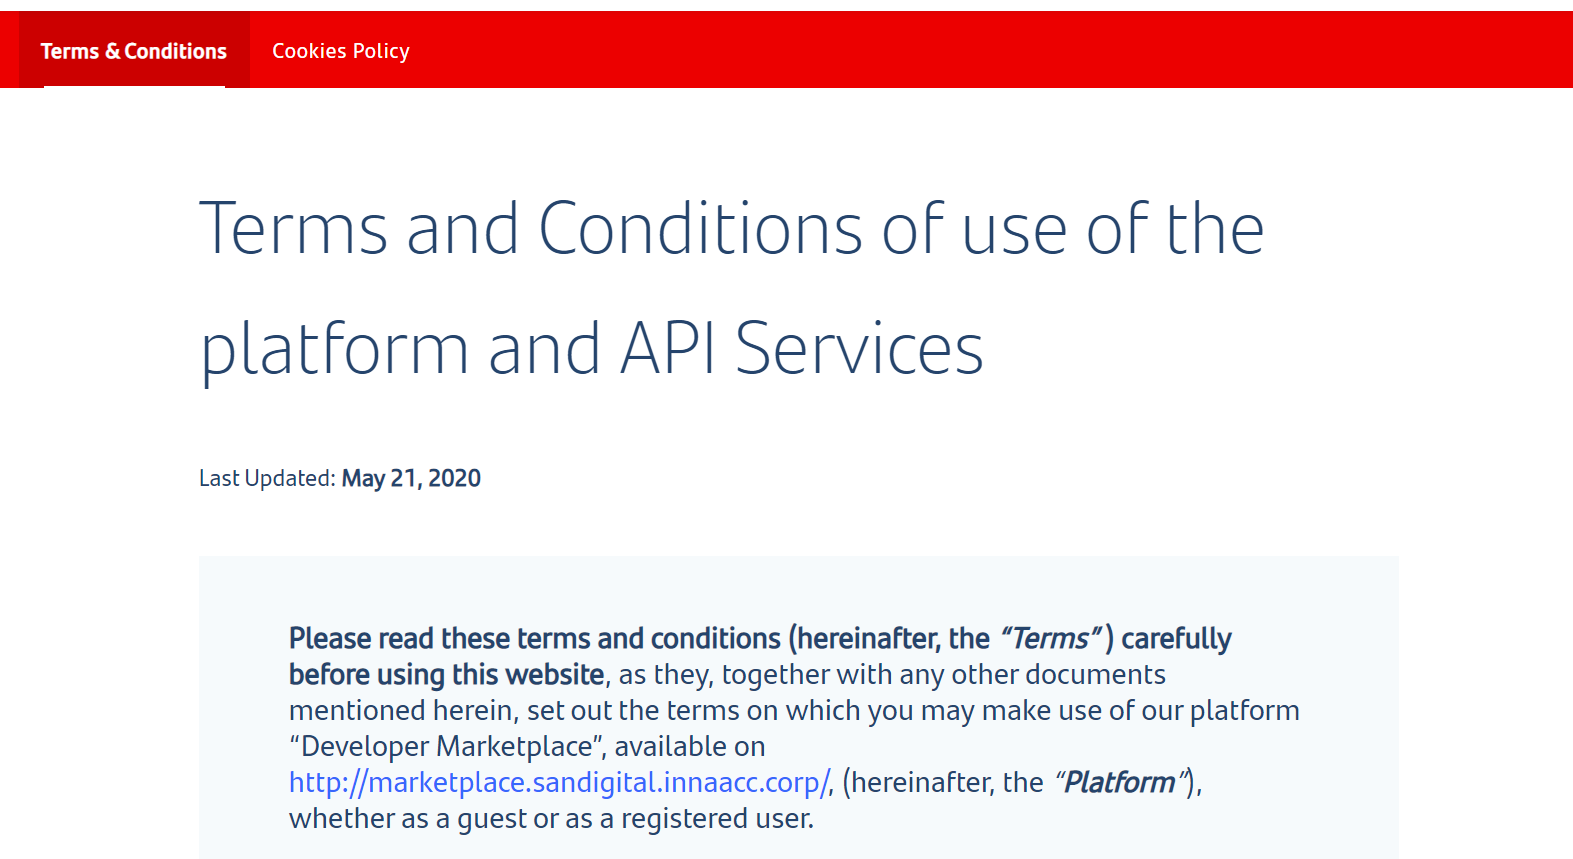 Terms & Conditions
Cookies Policy
Terms and Conditions of use of the
platform and API Services
Last Updated: May 21, 2020
Please read these terms and conditions (hereinafter, the “Terms” ) carefully
before using this website, as they, together with any other documents
mentioned herein, set out the terms on which you may make use of our platform
“Developer Marketplace”, available on
http://marketplace.sandigital.innaacc.corp/, (hereinafter, the “Platform”),
whether as a guest or as a registered user.